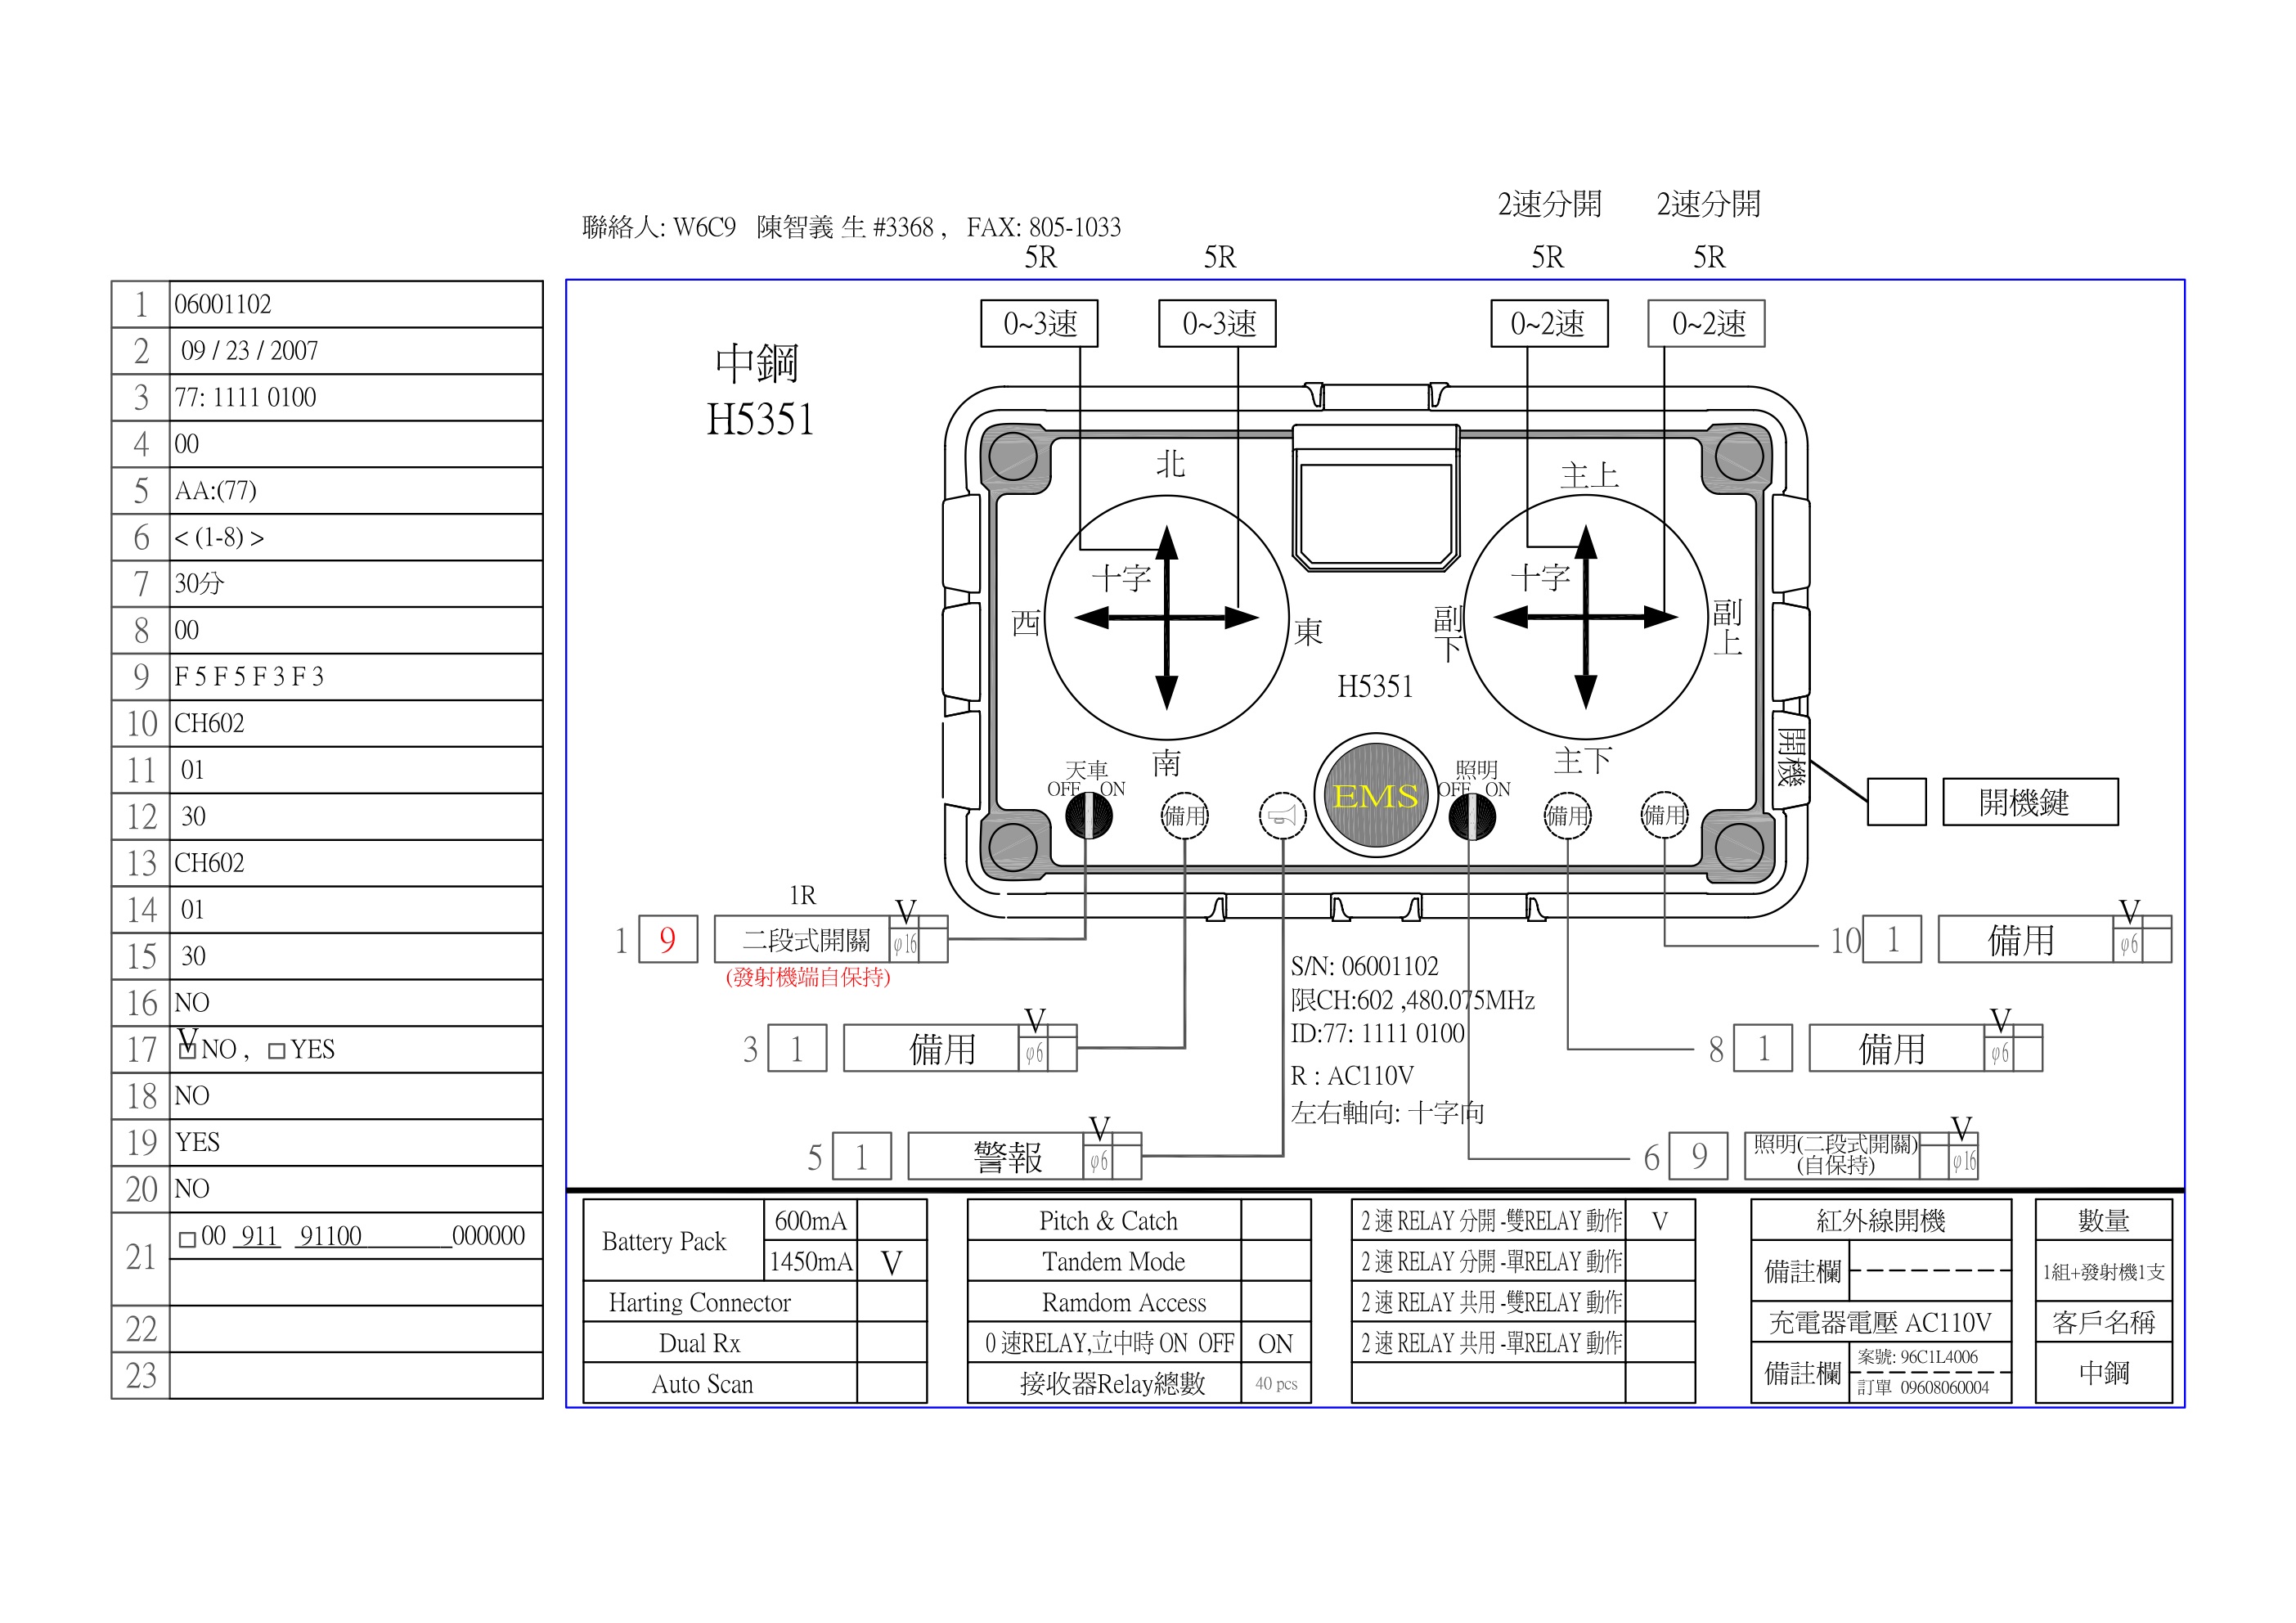 聯絡人: W6C9 陳智義 生 #3368 , FAX: 805-1033
2速分開 2速分開
5R 5R 5R 5R
1 06001102
2 09 / 23 / 2007
3 77: 1111 0100
4 00
5 AA:(77)
6 < (1-8) >
7 30分
8 00
9 F 5 F 5 F 3 F 3
10 CH602
11 01
12 30
13 CH602
14 01
15 30
16 NO
17 V NO , YES
18 NO
19 YES
20 NO
21 00 911 91100 000000
22
23
中鋼
H5351
0~3速 0~3速 0~2速 0~2速
北
十字
西
東
南
主上
十字
副下
副上
主下
H5351
天車
OFF ON
備用
EMS
照明
OFF ON
備用
備用
開機
開機鍵
1R
1 9 二段式開關 V φ16
(發射機端自保持)
3 1 備用 V φ6
5 1 警報 V φ6
S/N: 06001102
限CH:602 ,480.075MHz
ID:77: 1111 0100
R : AC110V
左右軸向: 十字向
10 1 備用 V φ6
8 1 備用 V φ6
6 9 照明(二段式開關) V φ16
(自保持)
Battery Pack 600mA
1450mA V
Harting Connector
Dual Rx
Auto Scan
Pitch & Catch
Tandem Mode
Ramdom Access
0 速RELAY,立中時 ON OFF ON
接收器Relay總數 40 pcs
2 速 RELAY 分開 -雙RELAY 動作 V
2 速 RELAY 分開 -單RELAY 動作
2 速 RELAY 共用 -雙RELAY 動作
2 速 RELAY 共用 -單RELAY 動作
紅外線開機
備註欄
充電器電壓 AC110V
備註欄 案號: 96C1L4006
訂單 09608060004
數量
1組+發射機1支
客戶名稱
中鋼